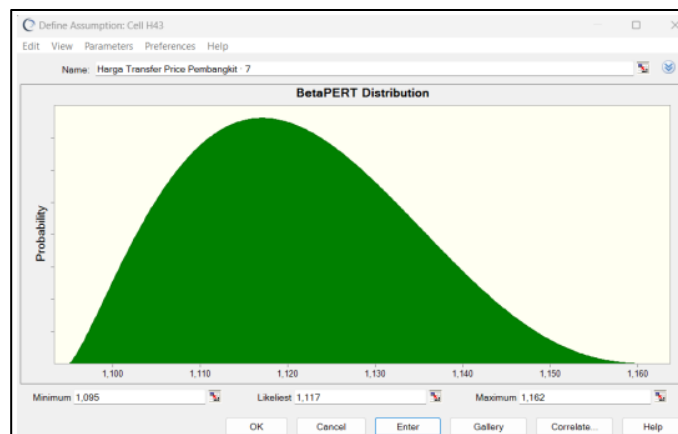 Define Assumption: Cell H43
Edit View Parameters Preferences Help
Name: Harga Transfer Price Pembangkit · 7
BetaPERT Distribution
Probability
1,100 1,110 1,120 1,130 1,140 1,150 1,160
Minimum 1,095 Likeliest 1,117 Maximum 1,162
OK Cancel Enter Gallery Correlate... Help